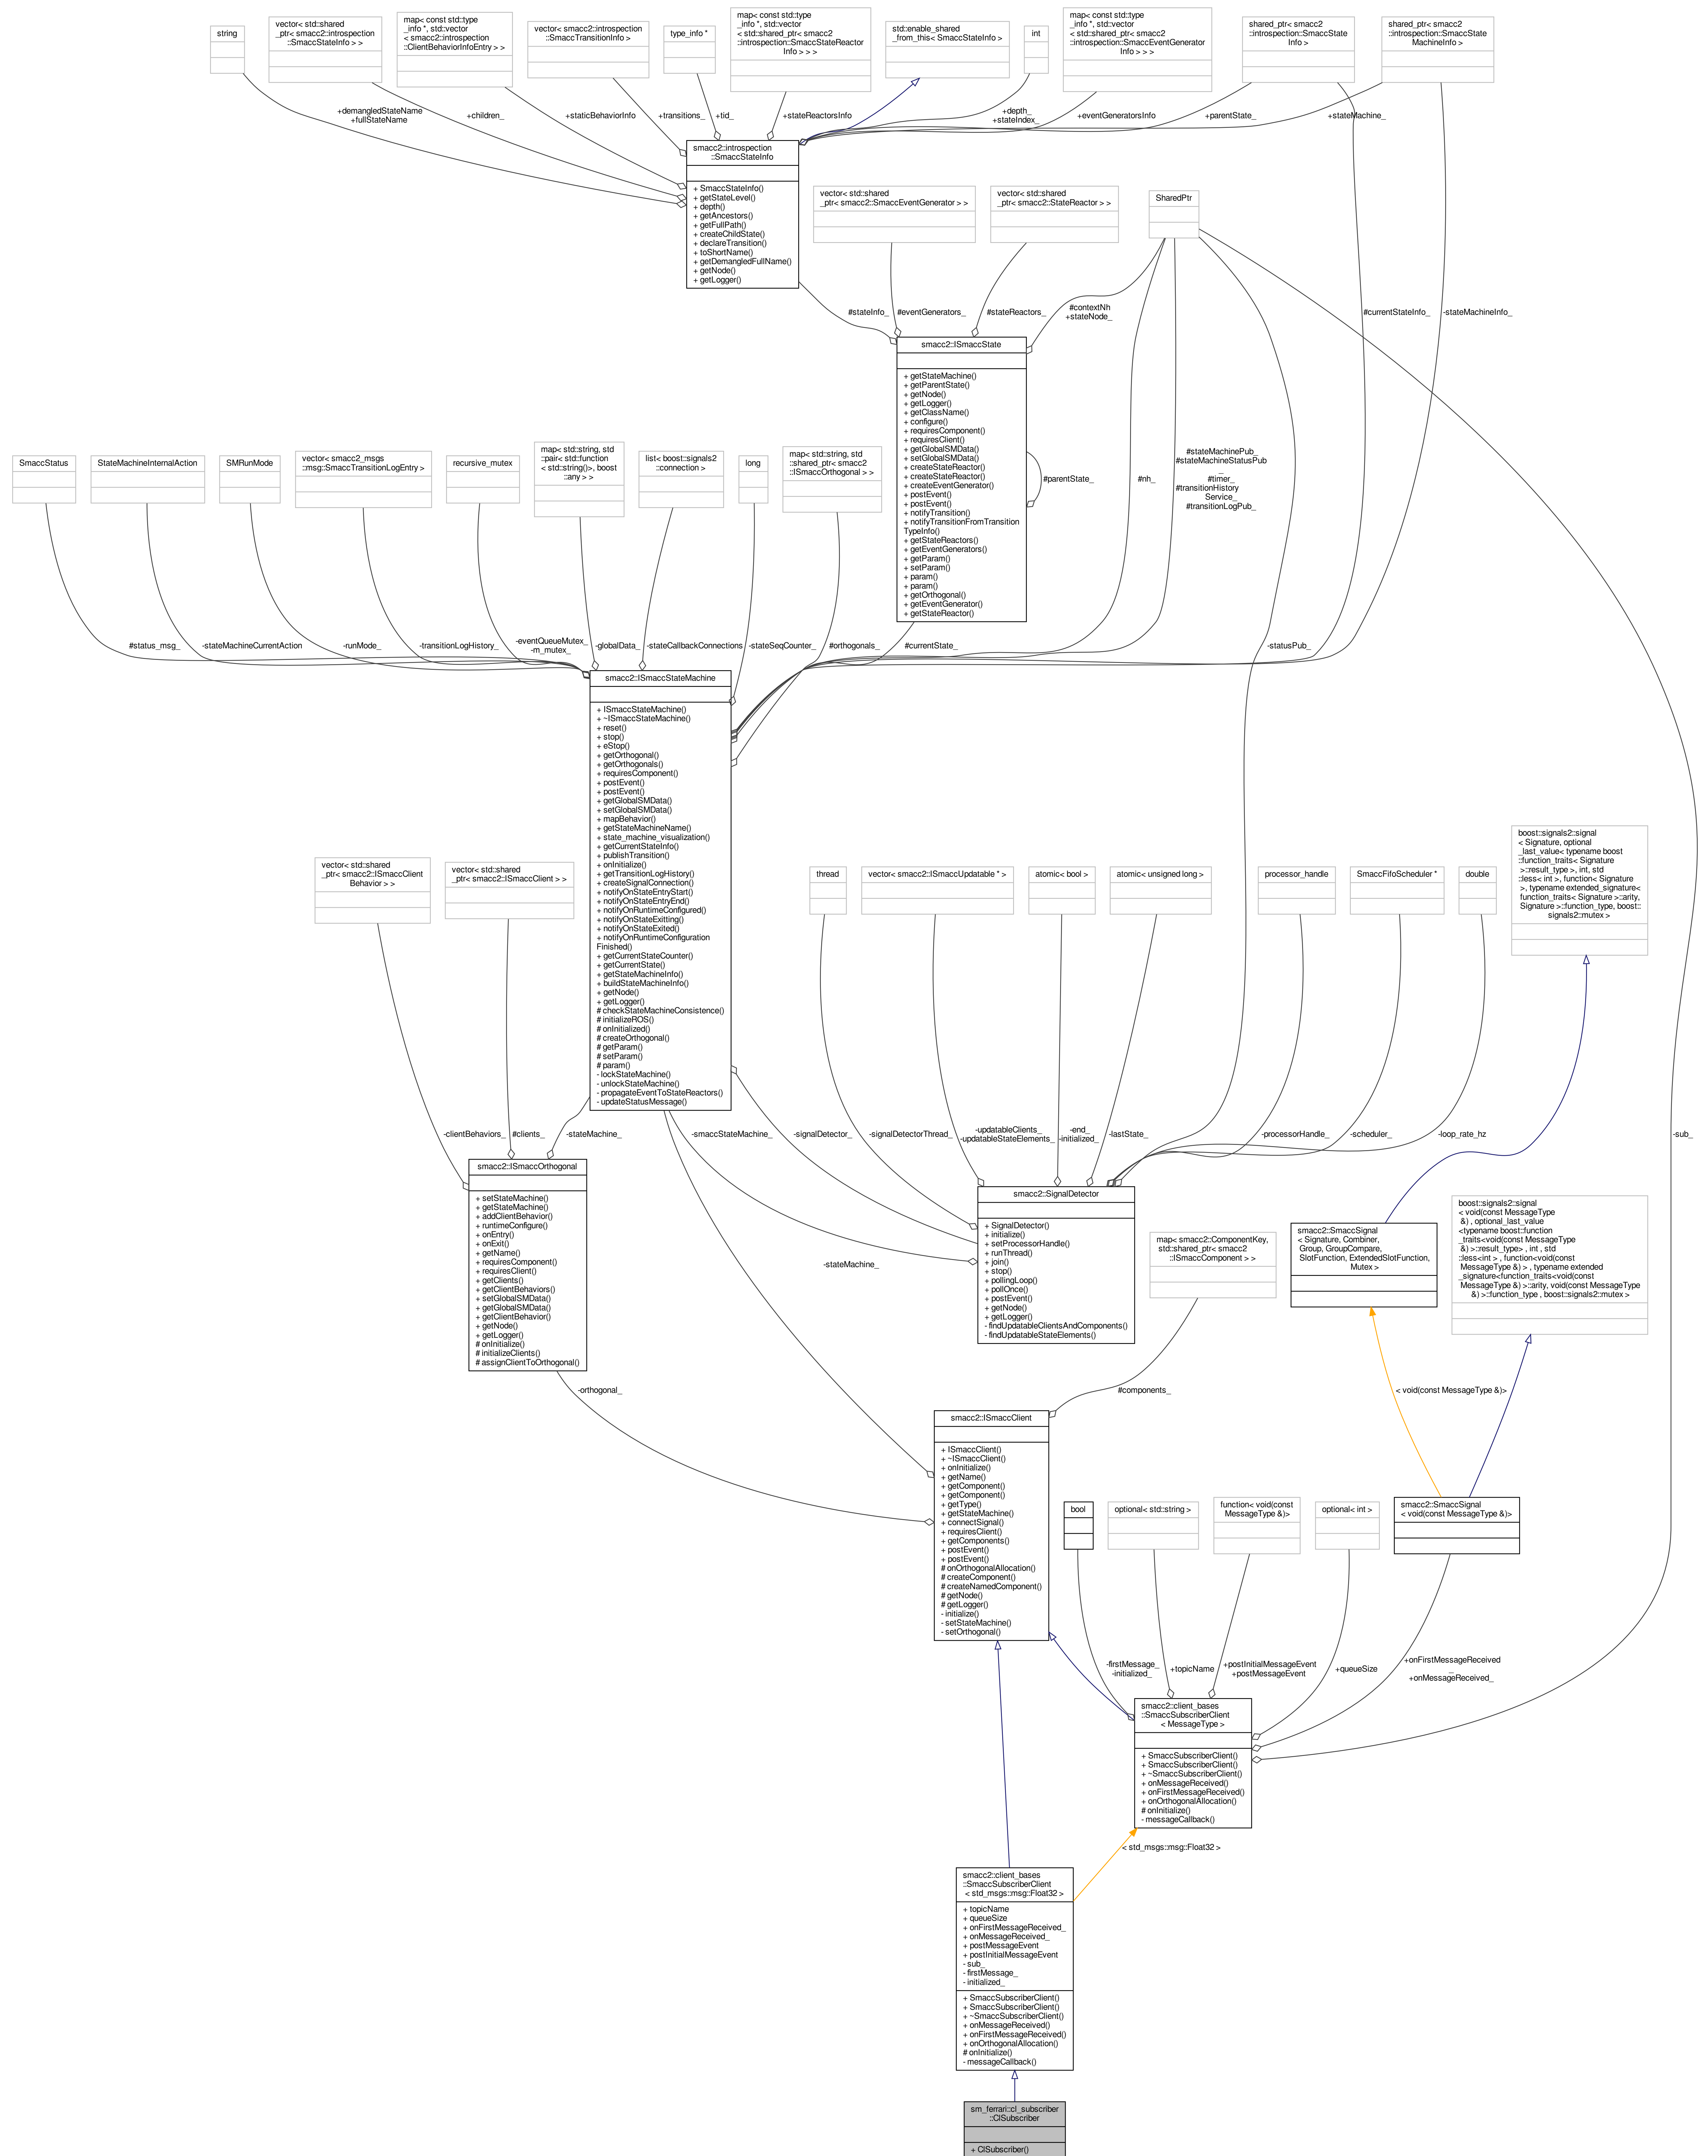 string
vector< std::shared
_ptr< smacc2::introspection
::SmaccStateInfo > >
map< const std::type
_info *, std::vector
< smacc2::introspection
::ClientBehaviorInfoEntry > >
vector< smacc2::introspection
::SmaccTransitionInfo >
type_info *
map< const std::type
_info *, std::vector
< std::shared_ptr< smacc2
::introspection::SmaccStateReactor
Info > > >
std::enable_shared
_from_this< SmaccStateInfo >
int
map< const std::type
_info *, std::vector
< std::shared_ptr< smacc2
::introspection::SmaccEventGenerator
Info > > >
shared_ptr< smacc2
::introspection::SmaccState
Info >
shared_ptr< smacc2
::introspection::SmaccState
MachineInfo >
+demangledStateName
+fullStateName
+children_
+staticBehaviorInfo
+transitions_
+tid_
+stateReactorsInfo
+depth_
+stateIndex_
+eventGeneratorsInfo
+parentState_
+stateMachine_
smacc2::introspection
::SmaccStateInfo
+ SmaccStateInfo()
+ getStateLevel()
+ depth()
+ getAncestors()
+ getFullPath()
+ createChildState()
+ declareTransition()
+ toShortName()
+ getDemangledFullName()
+ getNode()
+ getLogger()
vector< std::shared
_ptr< smacc2::SmaccEventGenerator > >
vector< std::shared
_ptr< smacc2::StateReactor > >
SharedPtr
#stateInfo_
#eventGenerators_
#stateReactors_
#contextNh
+stateNode_
#currentStateInfo_
-stateMachineInfo_
smacc2::ISmaccState
+ getStateMachine()
+ getParentState()
+ getNode()
+ getLogger()
+ getClassName()
+ configure()
+ requiresComponent()
+ requiresClient()
+ getGlobalSMData()
+ setGlobalSMData()
+ createStateReactor()
+ createStateReactor()
+ createEventGenerator()
+ postEvent()
+ postEvent()
+ notifyTransition()
+ notifyTransitionFromTransition
TypeInfo()
+ getStateReactors()
+ getEventGenerators()
+ getParam()
+ setParam()
+ param()
+ param()
+ getOrthogonal()
+ getEventGenerator()
+ getStateReactor()
#parentState_
#nh_
#stateMachinePub_
#stateMachineStatusPub
_
#timer_
#transitionHistory
Service_
#transitionLogPub_
SmaccStatus
StateMachineInternalAction
SMRunMode
vector< smacc2_msgs
::msg::SmaccTransitionLogEntry >
recursive_mutex
map< std::string, std
::pair< std::function
< std::string()>, boost
::any > >
list< boost::signals2
::connection >
long
map< std::string, std
::shared_ptr< smacc2
::ISmaccOrthogonal > >
#status_msg_
-stateMachineCurrentAction
-runMode_
-transitionLogHistory_
-eventQueueMutex_
-m_mutex_
-globalData_
-stateCallbackConnections
-stateSeqCounter_
#orthogonals_
#currentState_
-statusPub_
smacc2::ISmaccStateMachine
+ ISmaccStateMachine()
+ ~ISmaccStateMachine()
+ reset()
+ stop()
+ eStop()
+ getOrthogonal()
+ getOrthogonals()
+ requiresComponent()
+ postEvent()
+ postEvent()
+ getGlobalSMData()
+ setGlobalSMData()
+ mapBehavior()
+ getStateMachineName()
+ state_machine_visualization()
+ getCurrentStateInfo()
+ publishTransition()
+ onInitialize()
+ getTransitionLogHistory()
+ createSignalConnection()
+ notifyOnStateEntryStart()
+ notifyOnStateEntryEnd()
+ notifyOnRuntimeConfigured()
+ notifyOnStateExitting()
+ notifyOnStateExited()
+ notifyOnRuntimeConfiguration
Finished()
+ getCurrentStateCounter()
+ getCurrentState()
+ getStateMachineInfo()
+ buildStateMachineInfo()
+ getNode()
+ getLogger()
# checkStateMachineConsistence()
# initializeROS()
# onInitialized()
# createOrthogonal()
# getParam()
# setParam()
# param()
- lockStateMachine()
- unlockStateMachine()
- propagateEventToStateReactors()
- updateStatusMessage()
vector< std::shared
_ptr< smacc2::ISmaccClient
Behavior > >
vector< std::shared
_ptr< smacc2::ISmaccClient > >
thread
vector< smacc2::ISmaccUpdatable * >
atomic< bool >
atomic< unsigned long >
processor_handle
SmaccFifoScheduler *
double
boost::signals2::signal
< Signature, optional
_last_value< typename boost
::function_traits< Signature
>::result_type >, int, std
::less< int >, function< Signature
>, typename extended_signature<
function_traits< Signature >::arity,
Signature >::function_type, boost::
signals2::mutex >
-clientBehaviors_
#clients_
-stateMachine_
-smaccStateMachine_
-signalDetector_
-signalDetectorThread_
-updatableClients_
-updatableStateElements_
-end_
-initialized_
-lastState_
-processorHandle_
-scheduler_
-loop_rate_hz
-sub_
smacc2::ISmaccOrthogonal
+ setStateMachine()
+ getStateMachine()
+ addClientBehavior()
+ runtimeConfigure()
+ onEntry()
+ onExit()
+ getName()
+ requiresComponent()
+ requiresClient()
+ getClients()
+ getClientBehaviors()
+ setGlobalSMData()
+ getGlobalSMData()
+ getClientBehavior()
+ getNode()
+ getLogger()
# onInitialize()
# initializeClients()
# assignClientToOrthogonal()
smacc2::SignalDetector
+ SignalDetector()
+ initialize()
+ setProcessorHandle()
+ runThread()
+ join()
+ stop()
+ pollingLoop()
+ pollOnce()
+ postEvent()
+ getNode()
+ getLogger()
- findUpdatableClientsAndComponents()
- findUpdatableStateElements()
map< smacc2::ComponentKey,
std::shared_ptr< smacc2
::ISmaccComponent > >
smacc2::SmaccSignal
< Signature, Combiner,
Group, GroupCompare,
SlotFunction, ExtendedSlotFunction,
Mutex >
boost::signals2::signal
< void(const MessageType
&) , optional_last_value
<typename boost::function
_traits<void(const MessageType
&) >::result_type> , int , std
::less<int > , function<void(const
MessageType &) > , typename extended
_signature<function_traits<void(const
MessageType &) >::arity, void(const MessageType
&) >::function_type , boost::signals2::mutex >
-stateMachine_
-orthogonal_
#components_
< void(const MessageType &)>
smacc2::ISmaccClient
+ ISmaccClient()
+ ~ISmaccClient()
+ onInitialize()
+ getName()
+ getComponent()
+ getComponent()
+ getType()
+ getStateMachine()
+ connectSignal()
+ requiresClient()
+ getComponents()
+ postEvent()
+ postEvent()
# onOrthogonalAllocation()
# createComponent()
# createNamedComponent()
# getNode()
# getLogger()
- initialize()
- setStateMachine()
- setOrthogonal()
bool
optional< std::string >
function< void(const
MessageType &)>
optional< int >
smacc2::SmaccSignal
< void(const MessageType &)>
-firstMessage_
-initialized_
+topicName
+postInitialMessageEvent
+postMessageEvent
+queueSize
+onFirstMessageReceived
_
+onMessageReceived_
smacc2::client_bases
::SmaccSubscriberClient
< MessageType >
+ SmaccSubscriberClient()
+ SmaccSubscriberClient()
+ ~SmaccSubscriberClient()
+ onMessageReceived()
+ onFirstMessageReceived()
+ onOrthogonalAllocation()
# onInitialize()
- messageCallback()
< std_msgs::msg::Float32 >
smacc2::client_bases
::SmaccSubscriberClient
< std_msgs::msg::Float32 >
+ topicName
+ queueSize
+ onFirstMessageReceived_
+ onMessageReceived_
+ postMessageEvent
+ postInitialMessageEvent
- sub_
- firstMessage_
- initialized_
+ SmaccSubscriberClient()
+ SmaccSubscriberClient()
+ ~SmaccSubscriberClient()
+ onMessageReceived()
+ onFirstMessageReceived()
+ onOrthogonalAllocation()
# onInitialize()
- messageCallback()
sm_ferrari::cl_subscriber
::ClSubscriber
+ ClSubscriber()